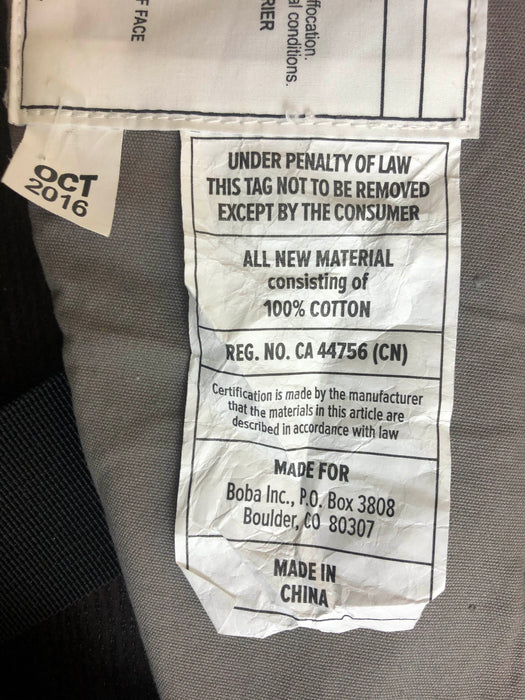 F FACE
RIER
ffocation.
al conditions.
OCT
2016
UNDER PENALTY OF LAW
THIS TAG NOT TO BE REMOVED
EXCEPT BY THE CONSUMER
ALL NEW MATERIAL
consisting of
100% COTTON
REG. NO. CA 44756 (CN)
Certification is made by the manufacturer
that the materials in this article are
described in accordance with law
MADE FOR
Boba Inc., P.O. Box 3808
Boulder, CO 80307
MADE IN
CHINA